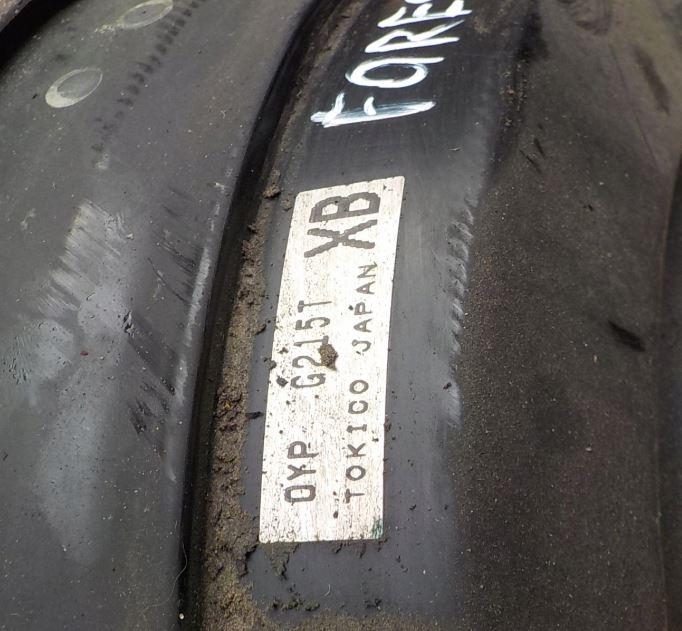 FORE
XB
OYP G215T
TOKICO JAPAN